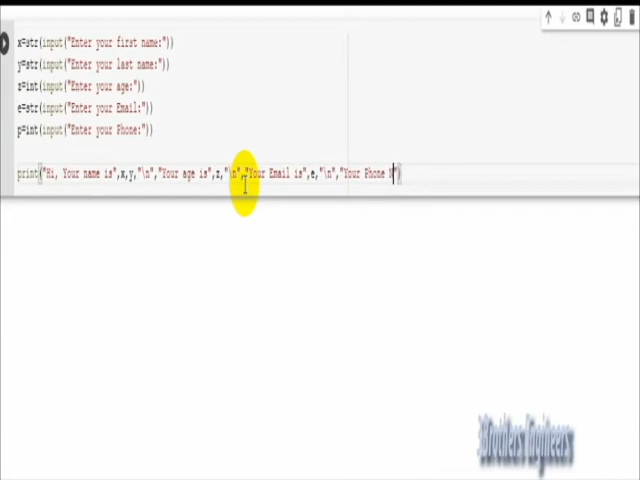 x=str(input("Enter your first name:"))
y=str(input("Enter your last name:"))
z=int(input("Enter your age:"))
e=str(input("Enter your Email:"))
p=int(input("Enter your Phone:"))
print("Hi, Your name is",x,y,"\n","Your age is",z,"\n","Your Email is",e,"\n","Your Phone N")
3Brothers Engineers